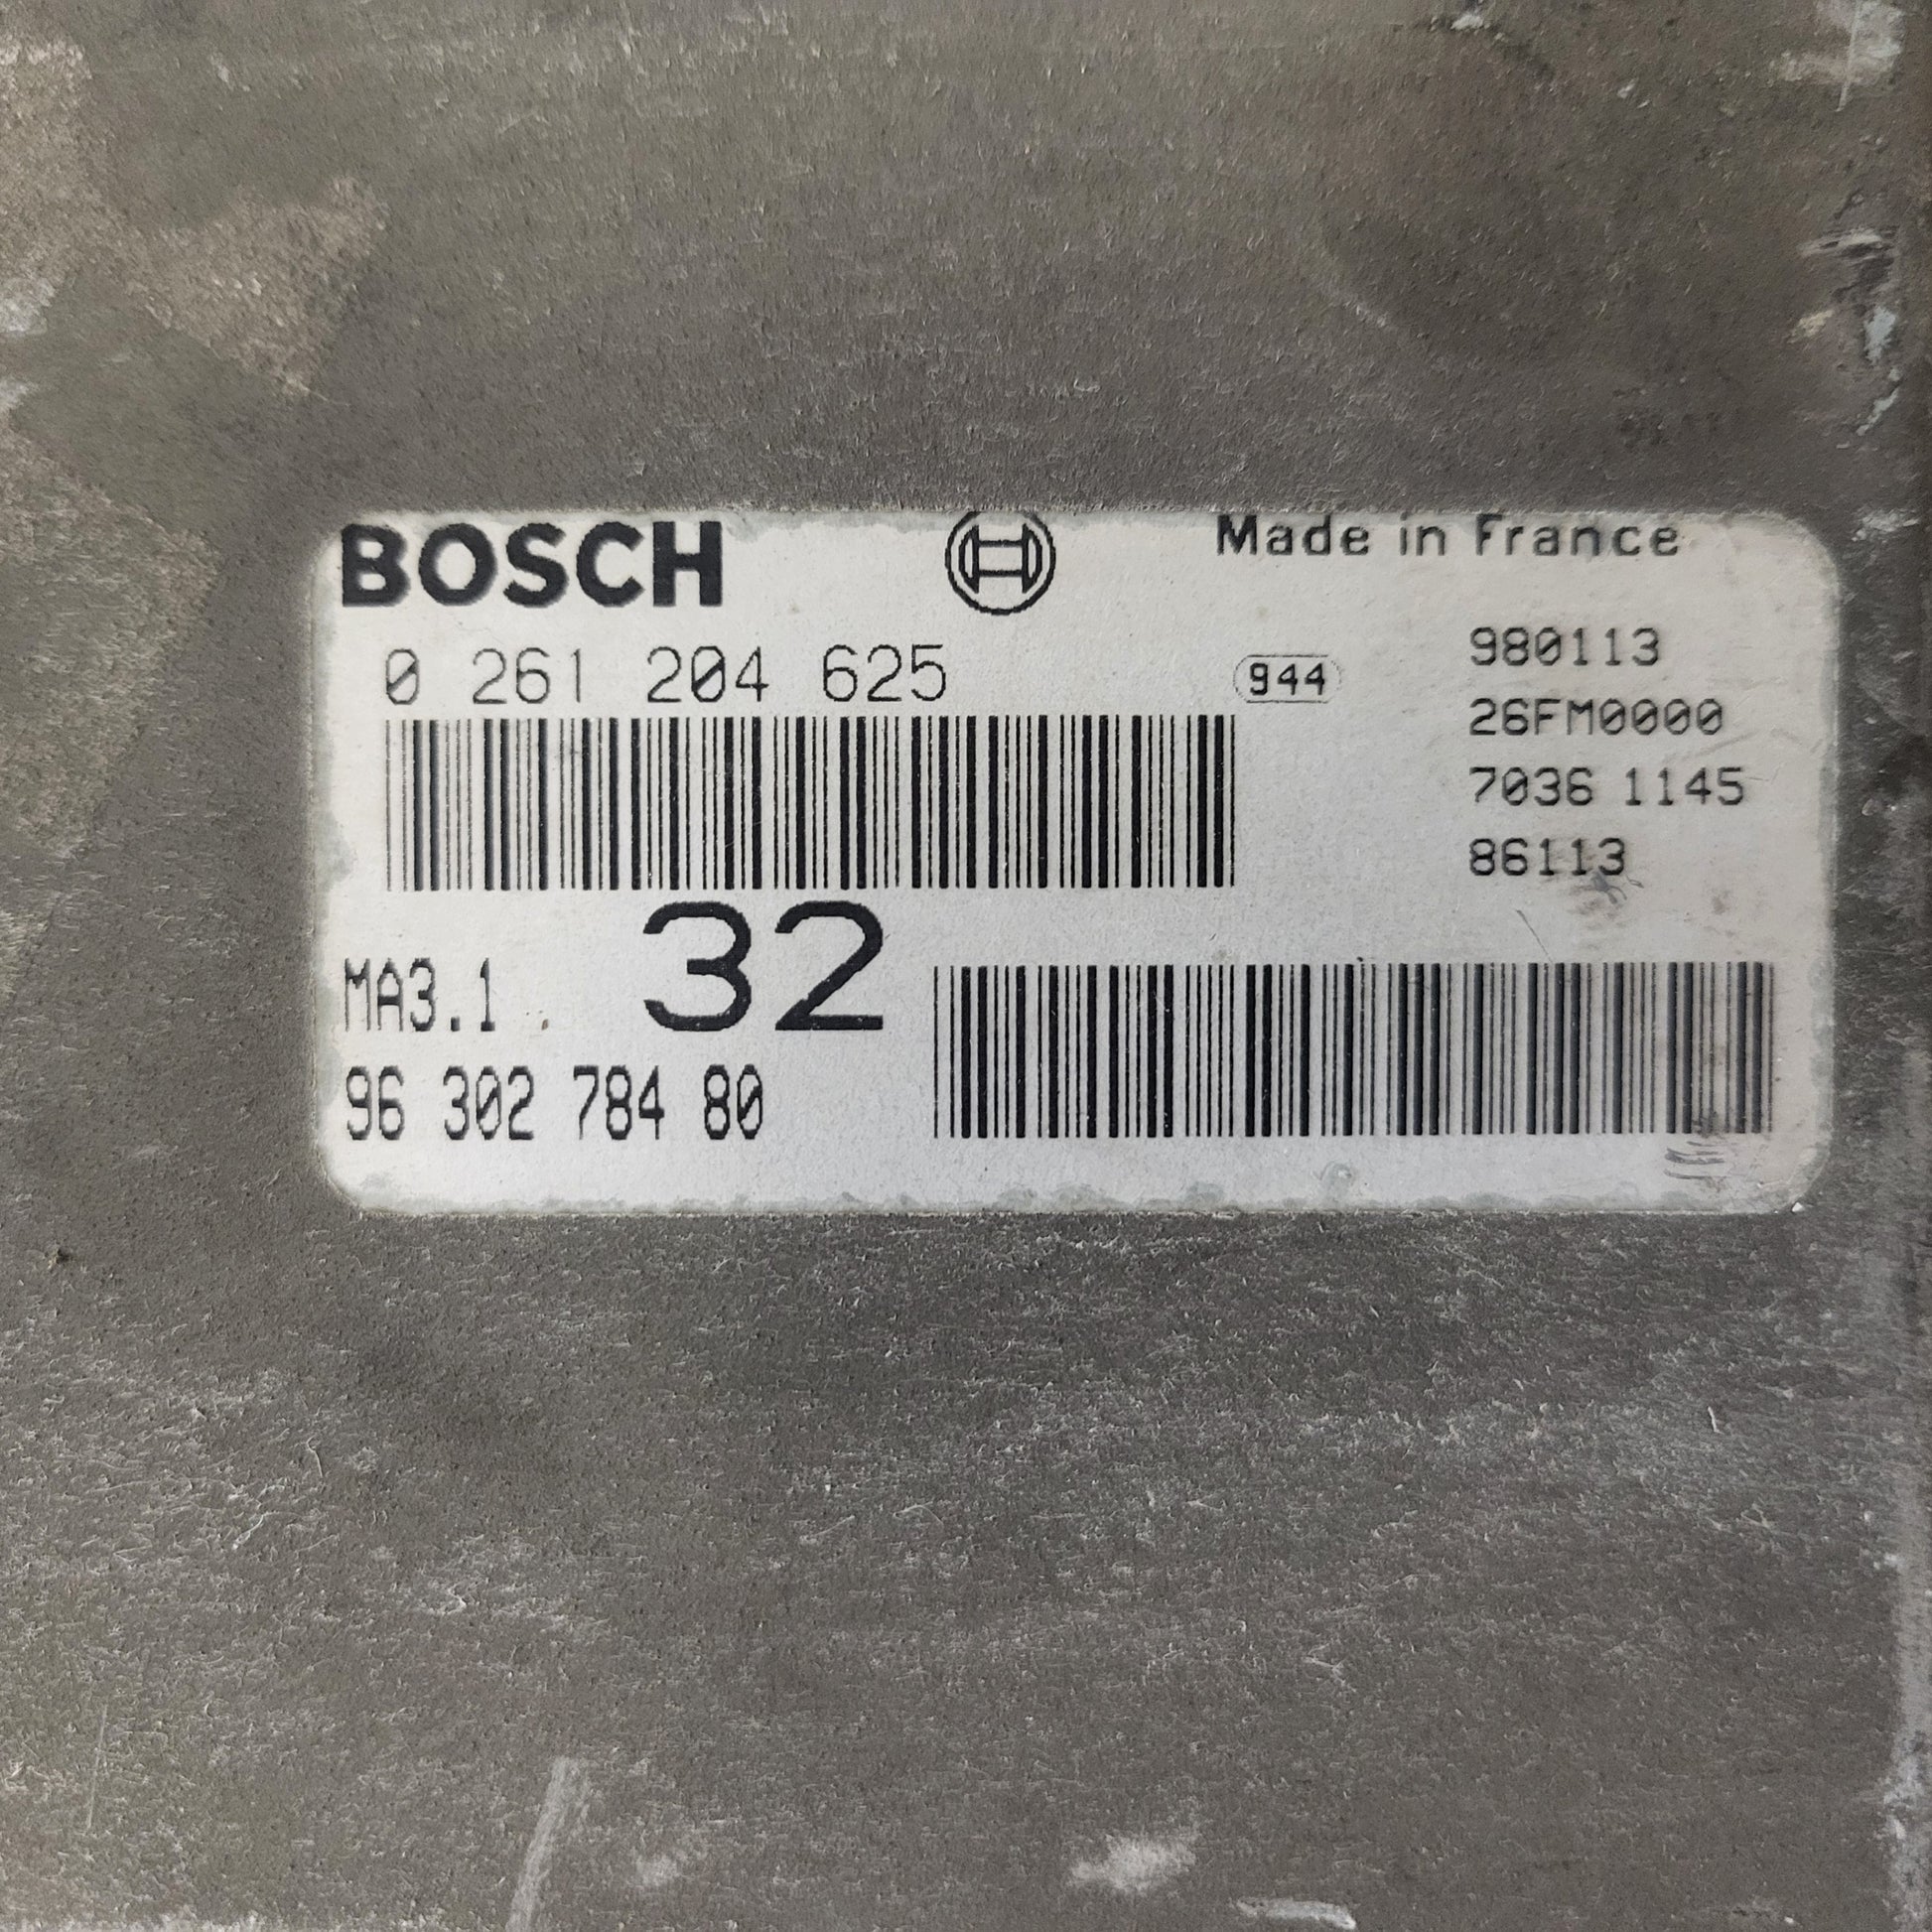 BOSCH
Made in France
0 261 204 625
944
980113
26FM0000
7036 1145
86113
MA3.1
32
96 302 784 80